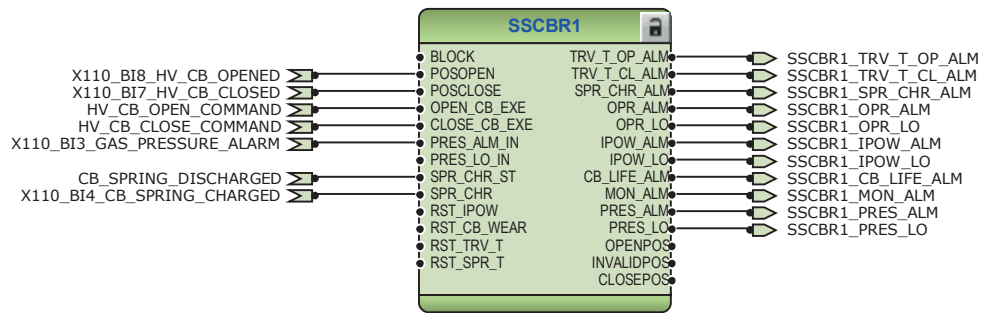 SSCBR1
BLOCK TRV_T_OP_ALM SSCBR1_TRV_T_OP_ALM
X110_BI8_HV_CB_OPENED POSOPEN TRV_T_CL_ALM SSCBR1_TRV_T_CL_ALM
X110_BI7_HV_CB_CLOSED POSCLOSE SPR_CHR_ALM SSCBR1_SPR_CHR_ALM
HV_CB_OPEN_COMMAND OPEN_CB_EXE OPR_ALM SSCBR1_OPR_ALM
HV_CB_CLOSE_COMMAND CLOSE_CB_EXE OPR_LO SSCBR1_OPR_LO
X110_BI3_GAS_PRESSURE_ALARM PRES_ALM_IN IPOW_ALM SSCBR1_IPOW_ALM
PRES_LO_IN IPOW_LO SSCBR1_IPOW_LO
CB_SPRING_DISCHARGED SPR_CHR_ST CB_LIFE_ALM SSCBR1_CB_LIFE_ALM
X110_BI4_CB_SPRING_CHARGED SPR_CHR MON_ALM SSCBR1_MON_ALM
RST_IPOW PRES_ALM SSCBR1_PRES_ALM
RST_CB_WEAR PRES_LO SSCBR1_PRES_LO
RST_TRV_T OPENPOS
RST_SPR_T INVALIDPOS
CLOSEPOS